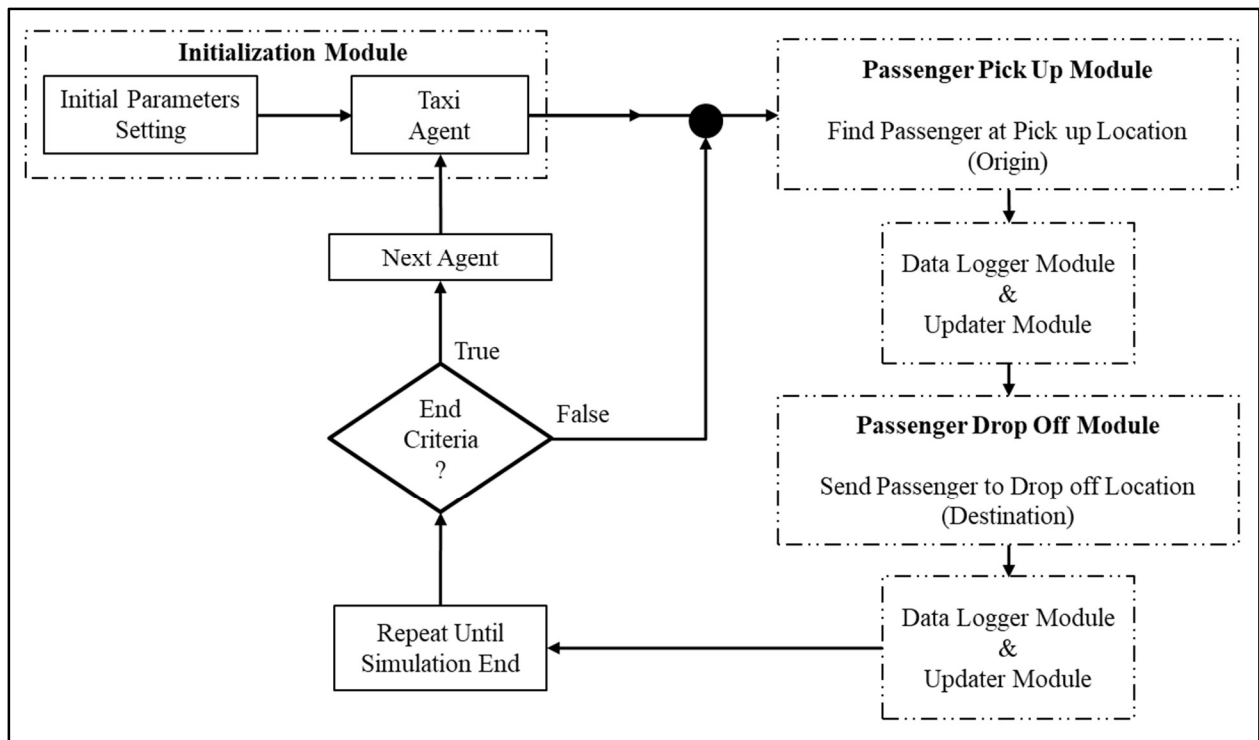 Initialization Module
Initial Parameters
Setting
Taxi
Agent
Passenger Pick Up Module
Find Passenger at Pick up Location
(Origin)
Next Agent
Data Logger Module
&
Updater Module
True
End
Criteria
?
False
Passenger Drop Off Module
Send Passenger to Drop off Location
(Destination)
Repeat Until
Simulation End
Data Logger Module
&
Updater Module